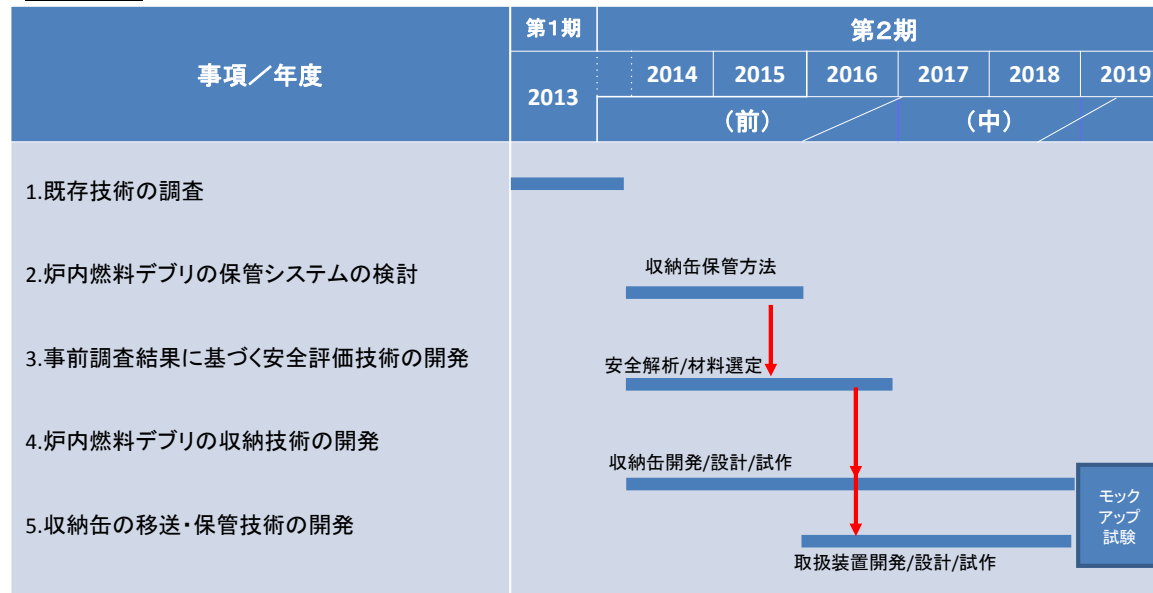 事項／年度
第1期
第2期
2013
2014
2015
2016
2017
2018
2019
（前）
（中）
1.既存技術の調査
2.炉内燃料デブリの保管システムの検討
収納缶保管方法
3.事前調査結果に基づく安全評価技術の開発
安全解析/材料選定
4.炉内燃料デブリの収納技術の開発
収納缶開発/設計/試作
5.収納缶の移送・保管技術の開発
取扱装置開発/設計/試作
モック
アップ
試験